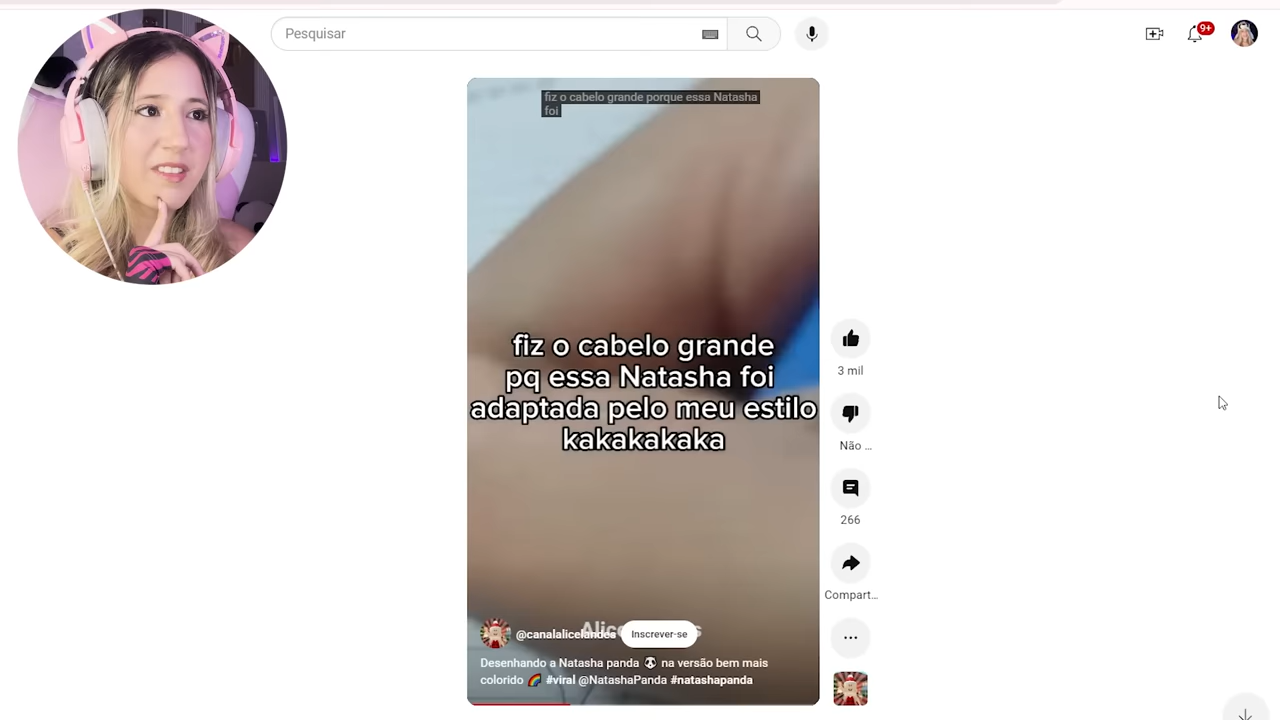 Pesquisar
9+
fiz o cabelo grande porque essa Natasha
foi
fiz o cabelo grande
pq essa Natasha foi
adaptada pelo meu estilo
kakakakaka
3 mil
Não ...
266
Compart...
@canalalicelandes
Inscrever-se
Desenhando a Natasha panda 🐼 na versão bem mais
colorido 🌈 #viral @NatashaPanda #natashapanda